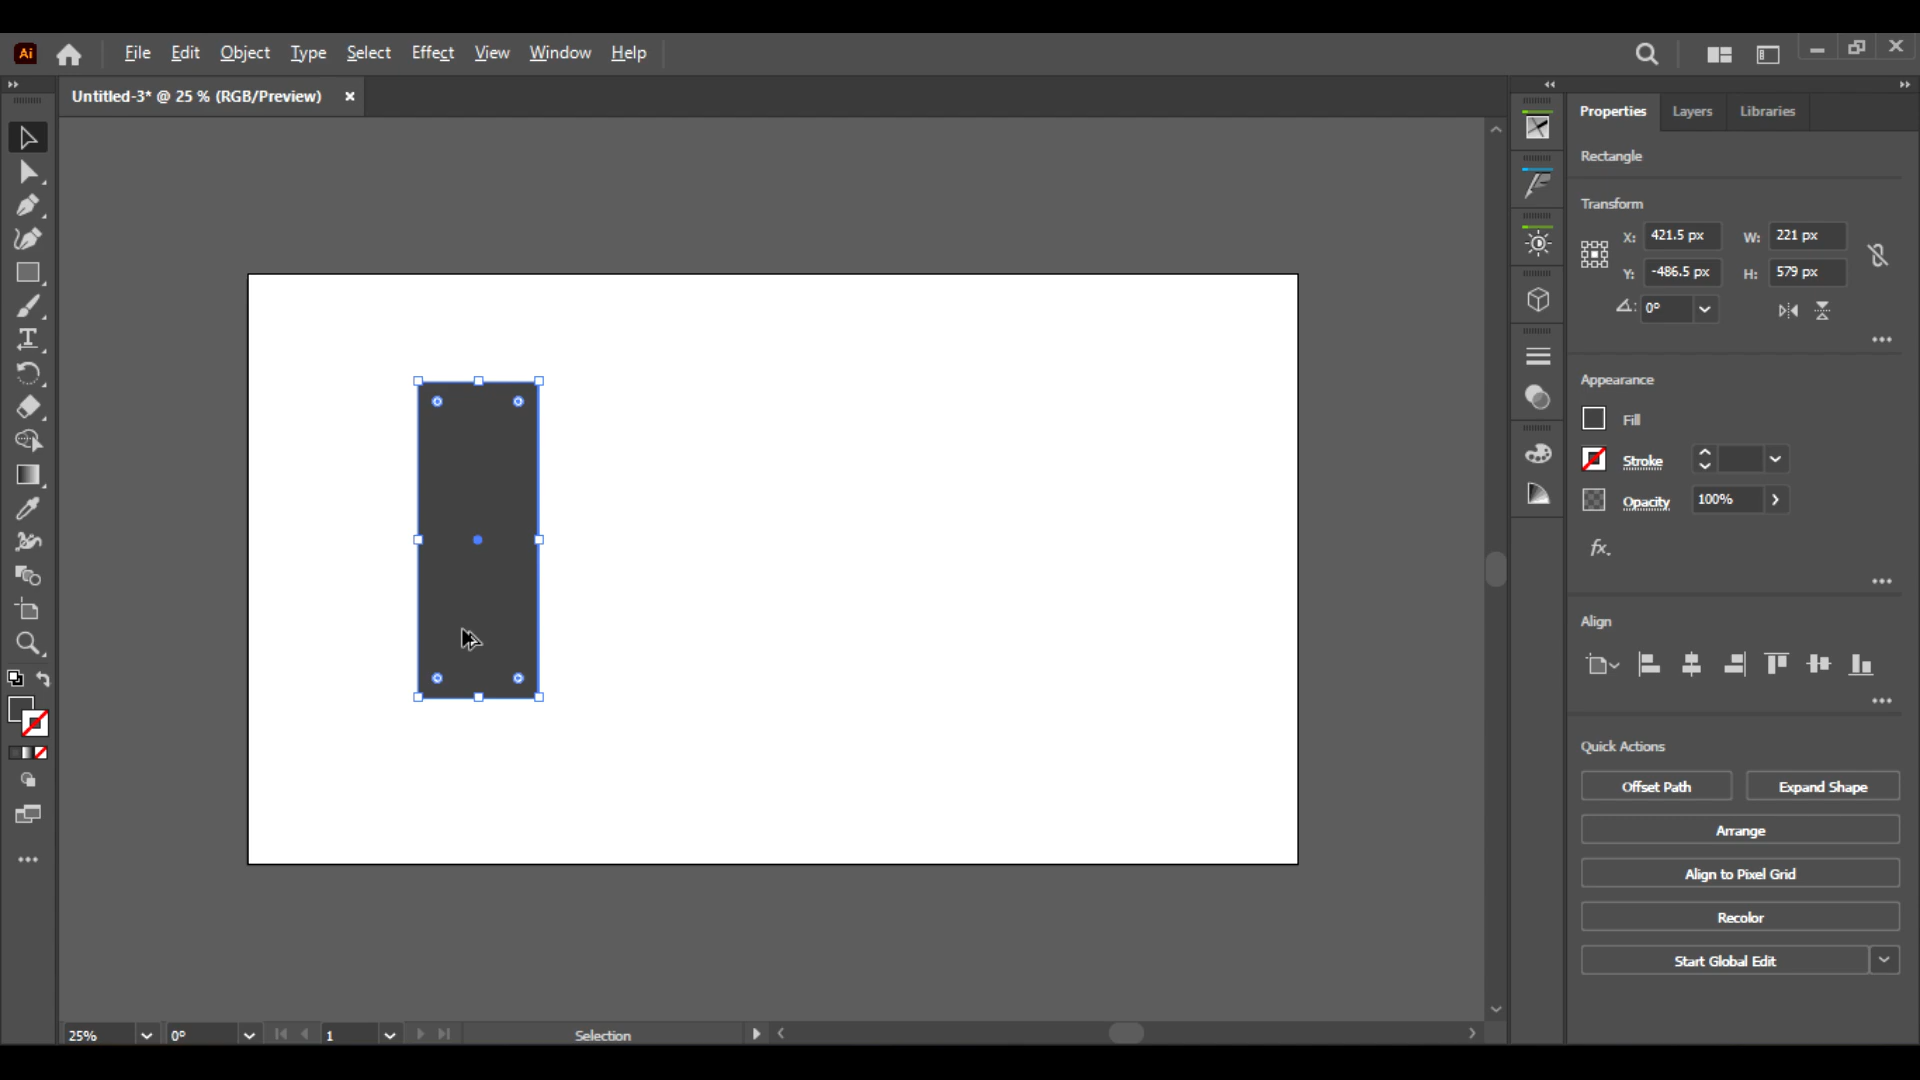 Ai File Edit Object Type Select Effect View Window Help
Untitled-3* @ 25 % (RGB/Preview) ×
Properties Layers Libraries
Rectangle
Transform
X: 421.5 px W: 221 px
Y: -486.5 px H: 579 px
0°
Appearance
Fill
Stroke
Opacity 100%
fx.
Align
Quick Actions
Offset Path Expand Shape
Arrange
Align to Pixel Grid
Recolor
Start Global Edit
25% 0° 1 Selection